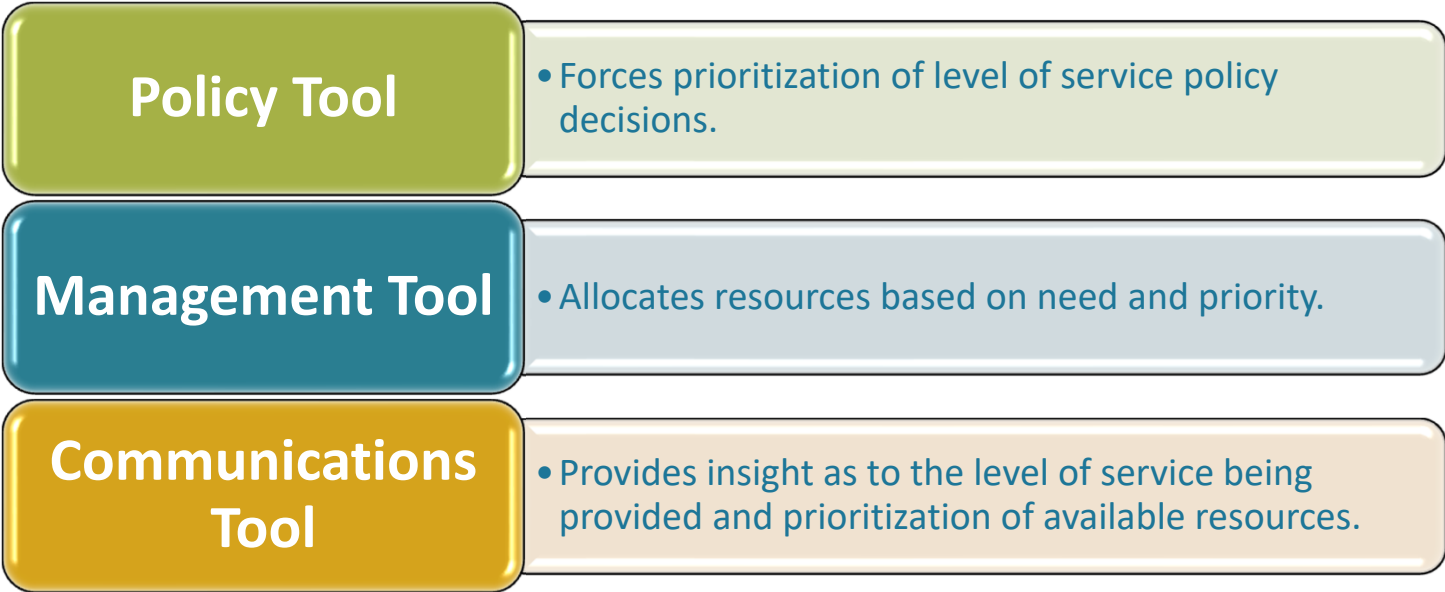 Policy Tool
• Forces prioritization of level of service policy
decisions.
Management Tool
• Allocates resources based on need and priority.
Communications
Tool
• Provides insight as to the level of service being
provided and prioritization of available resources.